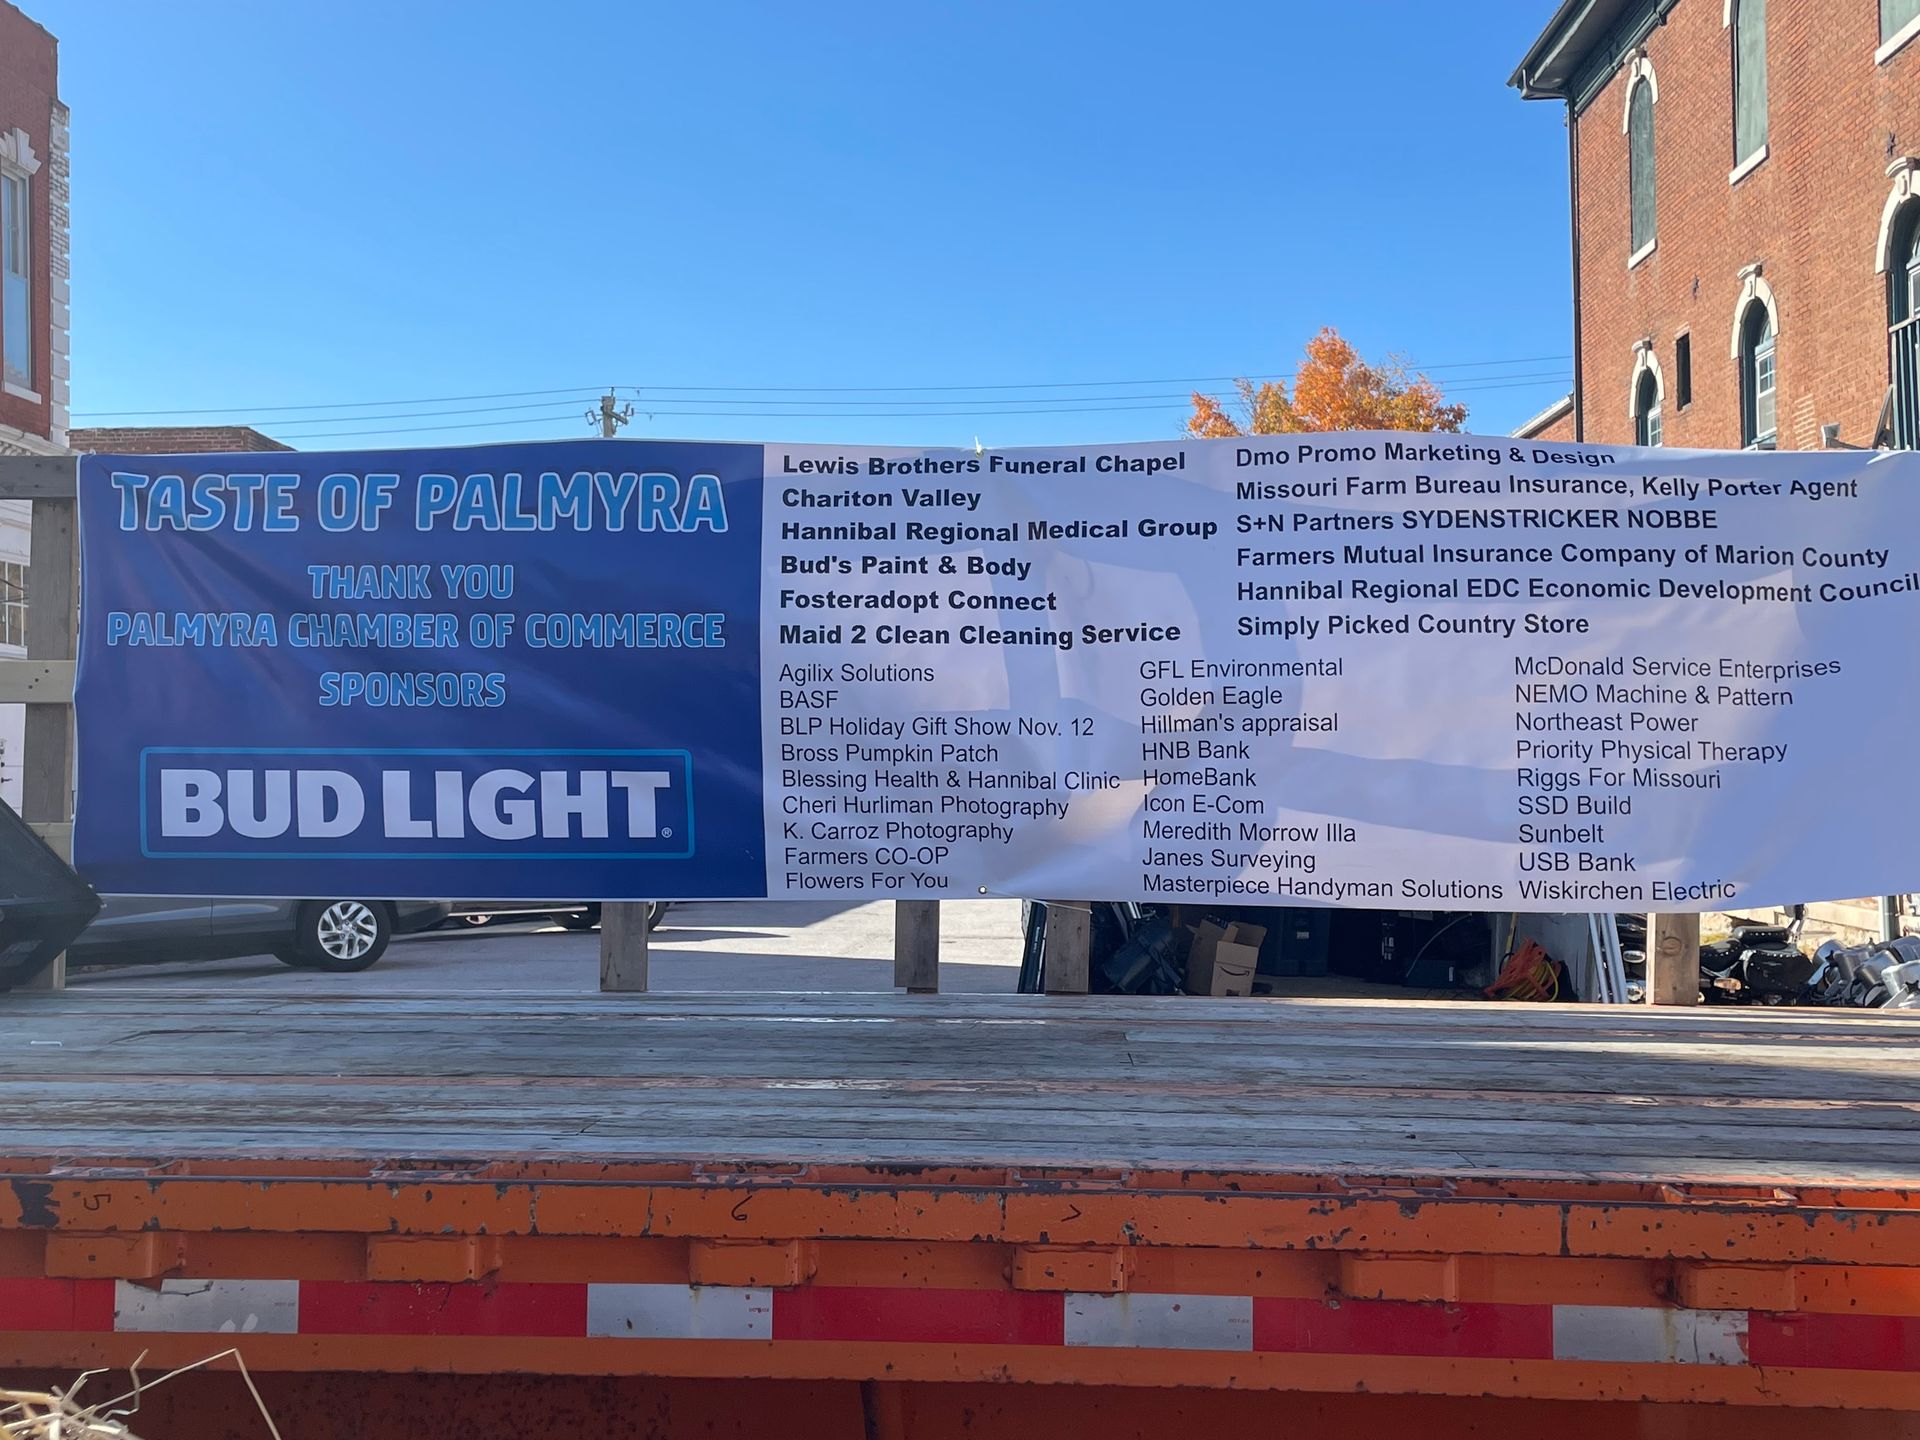 TASTE OF PALMYRA
THANK YOU
PALMYRA CHAMBER OF COMMERCE
SPONSORS
BUD LIGHT®
Lewis Brothers Funeral Chapel
Chariton Valley
Hannibal Regional Medical Group
Bud's Paint & Body
Fosteradopt Connect
Maid 2 Clean Cleaning Service
Dmo Promo Marketing & Design
Missouri Farm Bureau Insurance, Kelly Porter Agent
S+N Partners SYDENSTRICKER NOBBE
Farmers Mutual Insurance Company of Marion County
Hannibal Regional EDC Economic Development Council
Simply Picked Country Store
Agilix Solutions
BASF
BLP Holiday Gift Show Nov. 12
Bross Pumpkin Patch
Blessing Health & Hannibal Clinic
Cheri Hurliman Photography
K. Carroz Photography
Farmers CO-OP
Flowers For You
GFL Environmental
Golden Eagle
Hillman's appraisal
HNB Bank
HomeBank
Icon E-Com
Meredith Morrow Illa
Janes Surveying
Masterpiece Handyman Solutions
McDonald Service Enterprises
NEMO Machine & Pattern
Northeast Power
Priority Physical Therapy
Riggs For Missouri
SSD Build
Sunbelt
USB Bank
Wiskirchen Electric
5
6
7